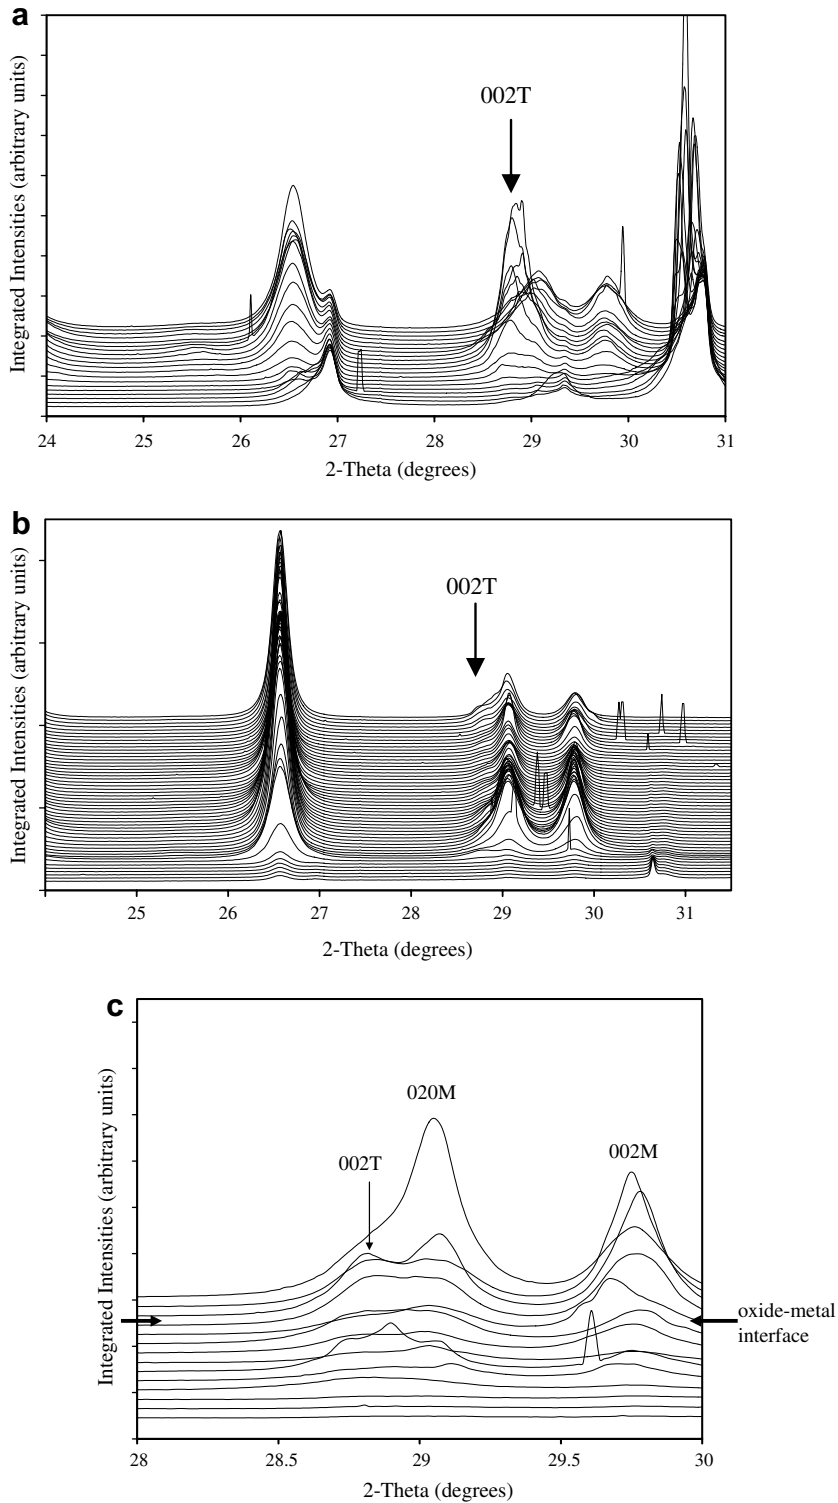 a
Integrated Intensities (arbitrary units)
002T
24 25 26 27 28 29 30 31
2-Theta (degrees)
b
Integrated Intensities (arbitrary units)
002T
25 26 27 28 29 30 31
2-Theta (degrees)
c
Integrated Intensities (arbitrary units)
020M
002T
002M
oxide-metal
interface
28 28.5 29 29.5 30
2-Theta (degrees)